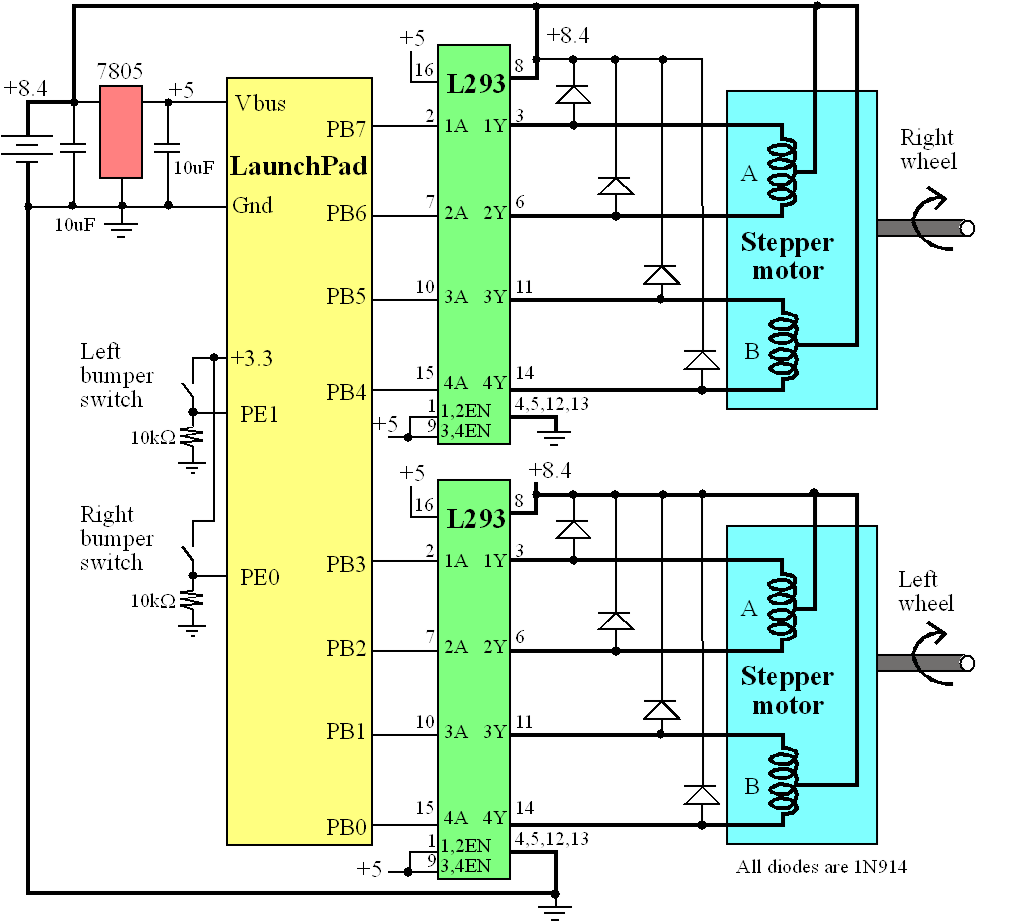 +8.4
7805
+5
10uF
10uF
Vbus
LaunchPad
Gnd
PB7
PB6
PB5
PB4
+3.3
PE1
PE0
PB3
PB2
PB1
PB0
Left
bumper
switch
10kΩ
Right
bumper
switch
10kΩ
+5
16
L293
8
+8.4
2 1A 1Y 3
7 2A 2Y 6
10 3A 3Y 11
15 4A 4Y 14
1 1,2EN 4,5,12,13
+5 9 3,4EN
A
Stepper
motor
B
Right
wheel
+5
16
L293
8
+8.4
2 1A 1Y 3
7 2A 2Y 6
10 3A 3Y 11
15 4A 4Y 14
1 1,2EN 4,5,12,13
+5 9 3,4EN
A
Stepper
motor
B
Left
wheel
All diodes are 1N914